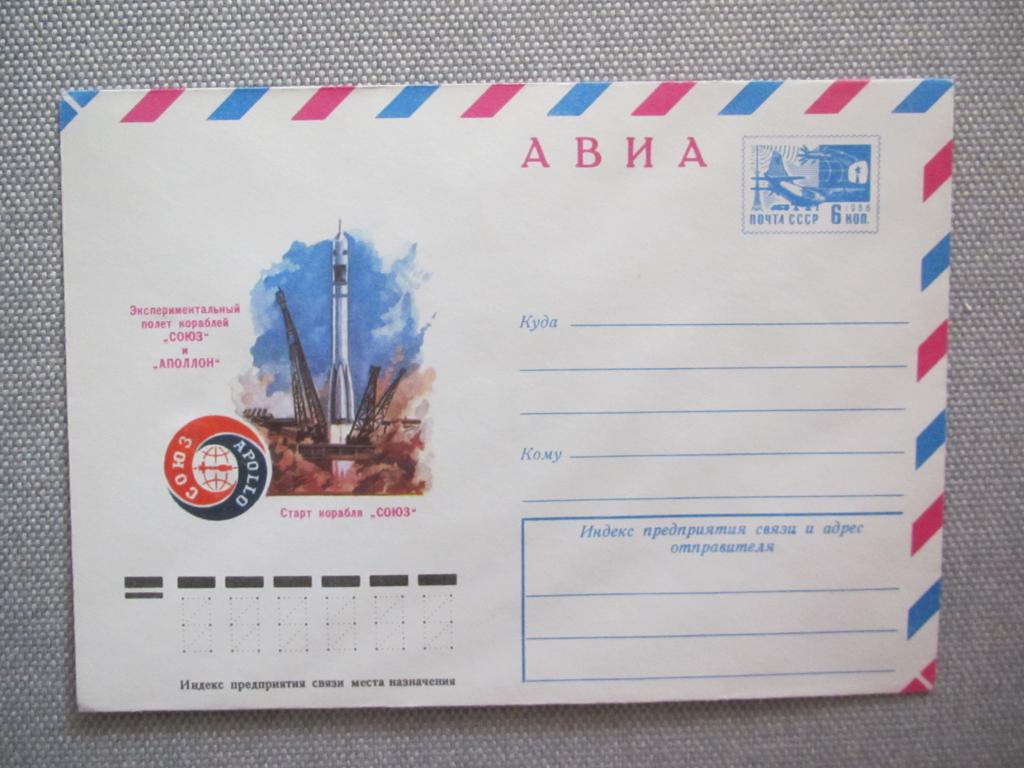 АВИА
1966
ПОЧТА СССР 6 КОП.
Экспериментальный
полет кораблей
„СОЮЗ“
и
„АПОЛЛОН“
СОЮЗ
APOLLO
Старт корабля „СОЮЗ“
Куда
Кому
Индекс предприятия связи и адрес
отправителя
Индекс предприятия связи места назначения